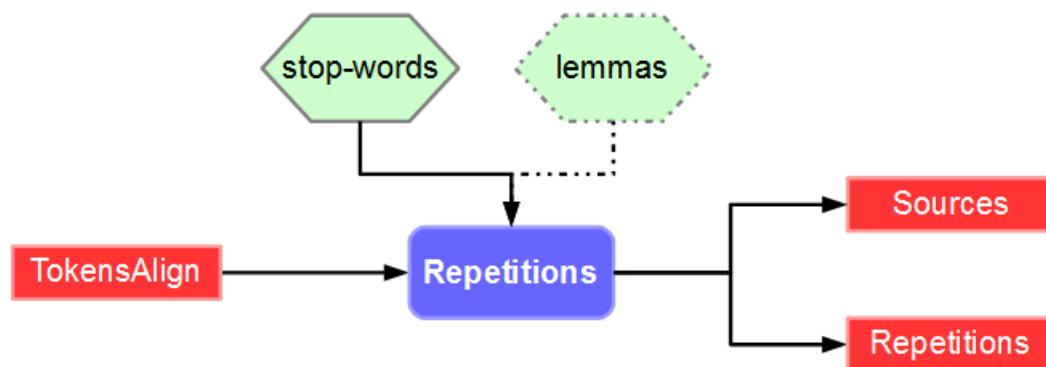 stop-words
lemmas
Sources
TokensAlign
Repetitions
Repetitions